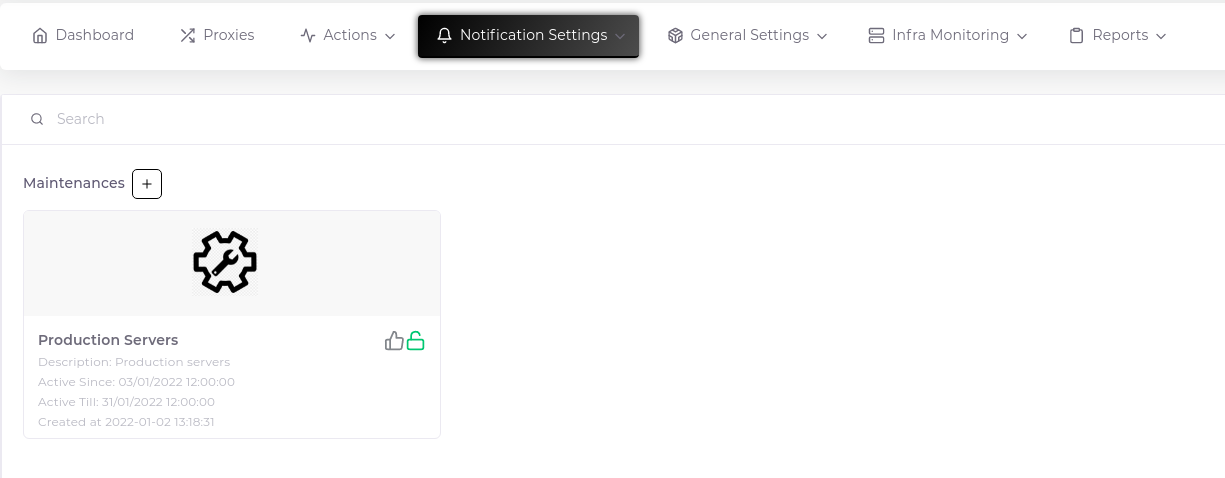 Dashboard Proxies Actions Notification Settings General Settings Infra Monitoring Reports
Search
Maintenances +
Production Servers
Description: Production servers
Active Since: 03/01/2022 12:00:00
Active Till: 31/01/2022 12:00:00
Created at 2022-01-02 13:18:31